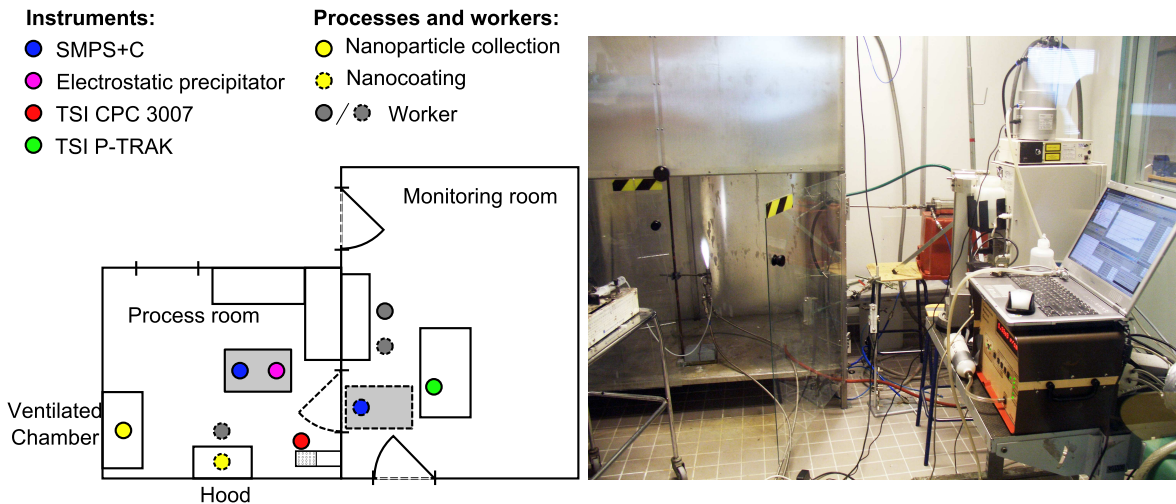 Instruments:
SMPS+C
Electrostatic precipitator
TSI CPC 3007
TSI P-TRAK
Processes and workers:
Nanoparticle collection
Nanocoating
/ Worker
Monitoring room
Process room
Ventilated
Chamber
Hood